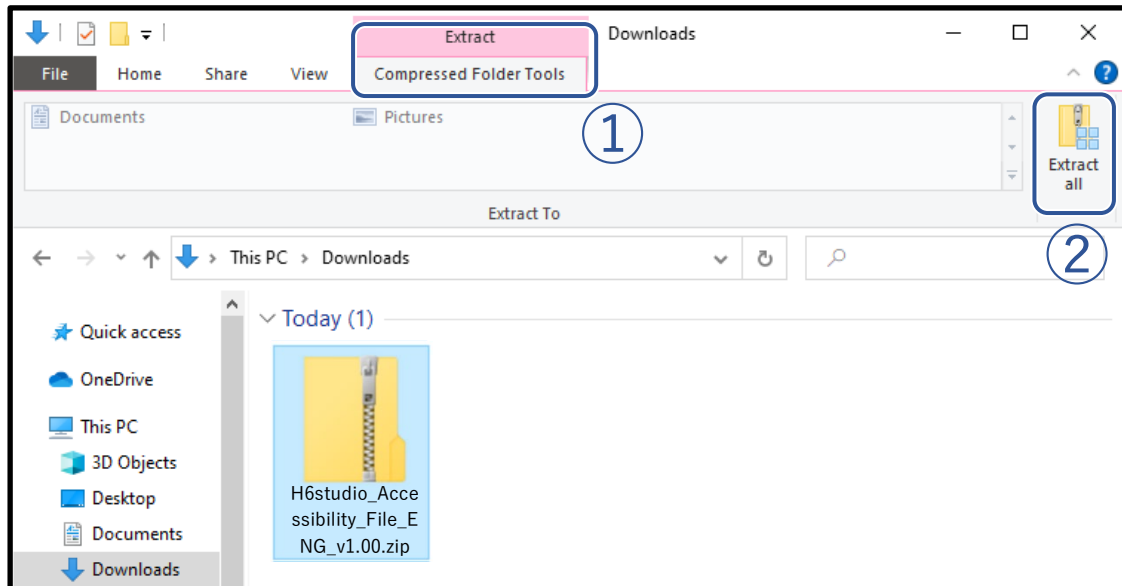 Extract
Downloads
File Home Share View Compressed Folder Tools
Documents Pictures
①
Extract
all
Extract To
②
This PC > Downloads
Today (1)
Quick access
OneDrive
This PC
3D Objects
Desktop
Documents
Downloads
H6studio_Acce
ssibility_File_E
NG_v1.00.zip